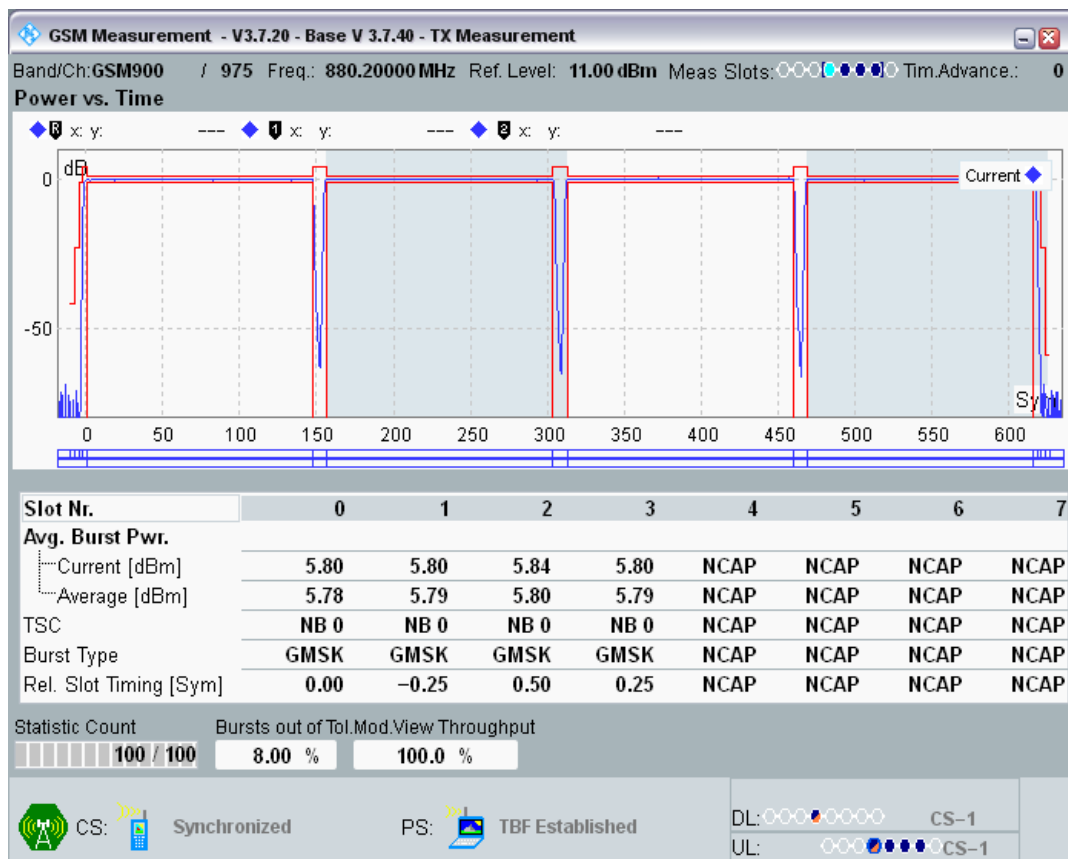 GSM Measurement - V3.7.20 - Base V 3.7.40 - TX Measurement
Band/Ch:GSM900 / 975 Freq.: 880.20000 MHz Ref. Level: 11.00 dBm Meas Slots: Tim.Advance.: 0
Power vs. Time
R x: y: --- 1 x: y: --- 2 x: y: ---
dB
Current
0
-50
Sym
0 50 100 150 200 250 300 350 400 450 500 550 600
Slot Nr. 0 1 2 3 4 5 6 7
Avg. Burst Pwr.
Current [dBm] 5.80 5.80 5.84 5.80 NCAP NCAP NCAP NCAP
Average [dBm] 5.78 5.79 5.80 5.79 NCAP NCAP NCAP NCAP
TSC NB 0 NB 0 NB 0 NB 0 NCAP NCAP NCAP NCAP
Burst Type GMSK GMSK GMSK GMSK NCAP NCAP NCAP NCAP
Rel. Slot Timing [Sym] 0.00 −0.25 0.50 0.25 NCAP NCAP NCAP NCAP
Statistic Count Bursts out of Tol.Mod.View Throughput
100 / 100 8.00 % 100.0 %
CS: Synchronized PS: TBF Established
DL: CS−1
UL: CS−1